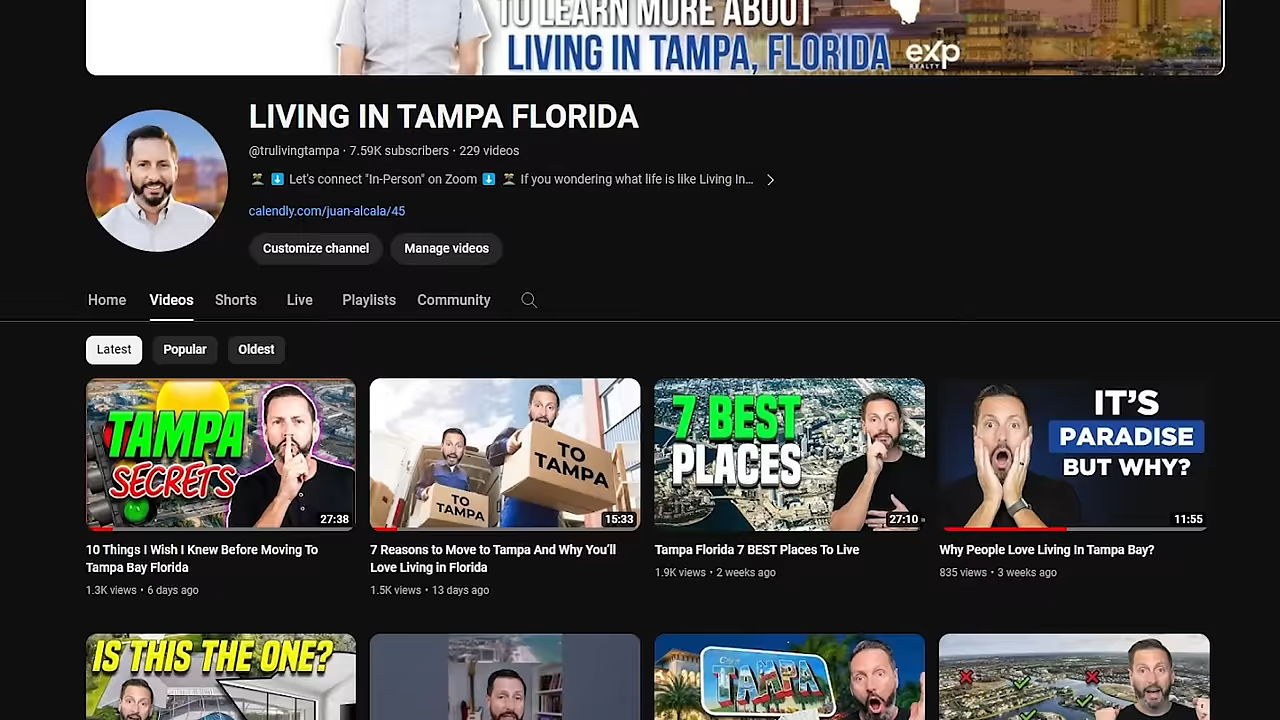 TO LEARN MORE ABOUT
LIVING IN TAMPA, FLORIDA
exp
REALTY
LIVING IN TAMPA FLORIDA
@trulivingtampa · 7.59K subscribers · 229 videos
Let's connect "In-Person" on Zoom If you wondering what life is like Living In...
calendly.com/juan-alcala/45
Customize channel Manage videos
Home Videos Shorts Live Playlists Community
Latest Popular Oldest
TAMPA
SECRETS
27:38
TO
TAMPA
TO
TAMPA
15:33
7 BEST
PLACES
27:10
IT'S
PARADISE
BUT WHY?
11:55
10 Things I Wish I Knew Before Moving To
Tampa Bay Florida
1.3K views • 6 days ago
7 Reasons to Move to Tampa And Why You'll
Love Living in Florida
1.5K views • 13 days ago
Tampa Florida 7 BEST Places To Live
1.9K views • 2 weeks ago
Why People Love Living In Tampa Bay?
835 views • 3 weeks ago
IS THIS THE ONE?
TAMPA